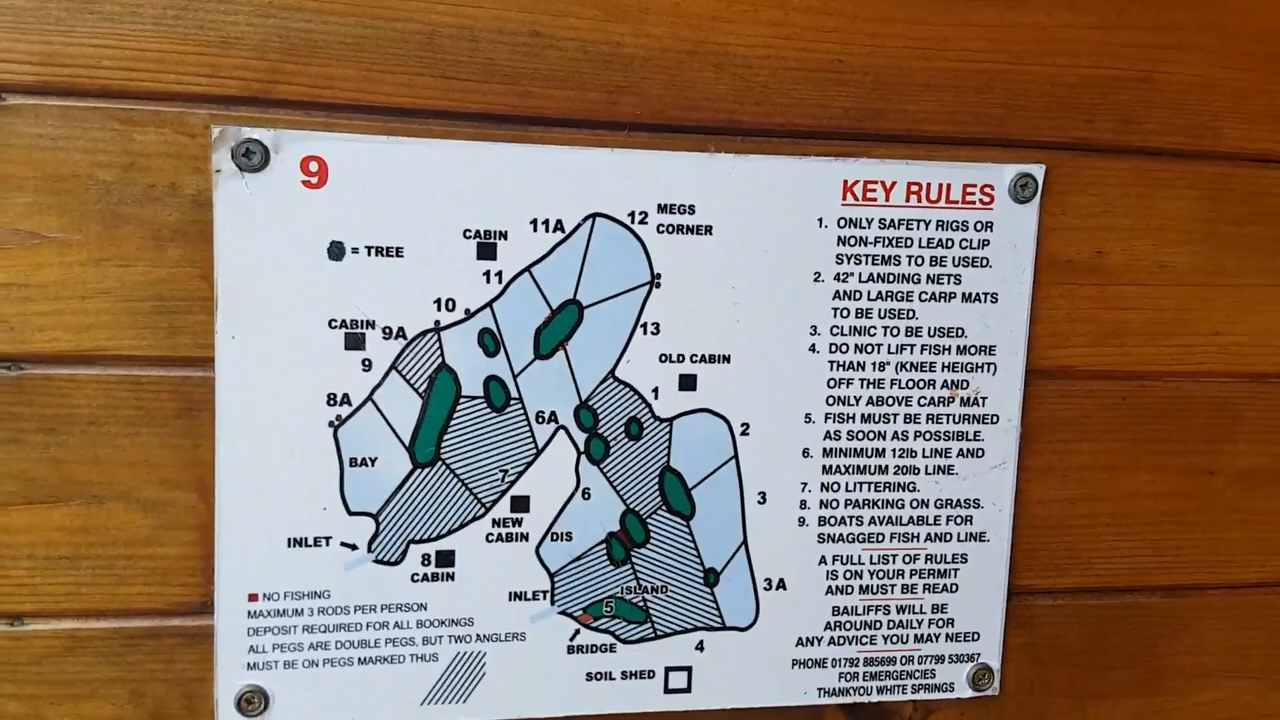 9
= TREE
CABIN
11A
12
MEGS
CORNER
11
10
CABIN
9A
9
13
OLD CABIN
8A
1
6A
2
BAY
7
6
3
NEW
CABIN
DIS
INLET
8
CABIN
3A
INLET
ISLAND
5
BRIDGE
4
SOIL SHED
NO FISHING
MAXIMUM 3 RODS PER PERSON
DEPOSIT REQUIRED FOR ALL BOOKINGS
ALL PEGS ARE DOUBLE PEGS, BUT TWO ANGLERS
MUST BE ON PEGS MARKED THUS
KEY RULES
1. ONLY SAFETY RIGS OR
NON-FIXED LEAD CLIP
SYSTEMS TO BE USED.
2. 42" LANDING NETS
AND LARGE CARP MATS
TO BE USED.
3. CLINIC TO BE USED.
4. DO NOT LIFT FISH MORE
THAN 18" (KNEE HEIGHT)
OFF THE FLOOR AND
ONLY ABOVE CARP MAT
5. FISH MUST BE RETURNED
AS SOON AS POSSIBLE.
6. MINIMUM 12lb LINE AND
MAXIMUM 20lb LINE.
7. NO LITTERING.
8. NO PARKING ON GRASS.
9. BOATS AVAILABLE FOR
SNAGGED FISH AND LINE.
A FULL LIST OF RULES
IS ON YOUR PERMIT
AND MUST BE READ
BAILIFFS WILL BE
AROUND DAILY FOR
ANY ADVICE YOU MAY NEED
PHONE 01792 885699 OR 07799 530367
FOR EMERGENCIES
THANKYOU WHITE SPRINGS